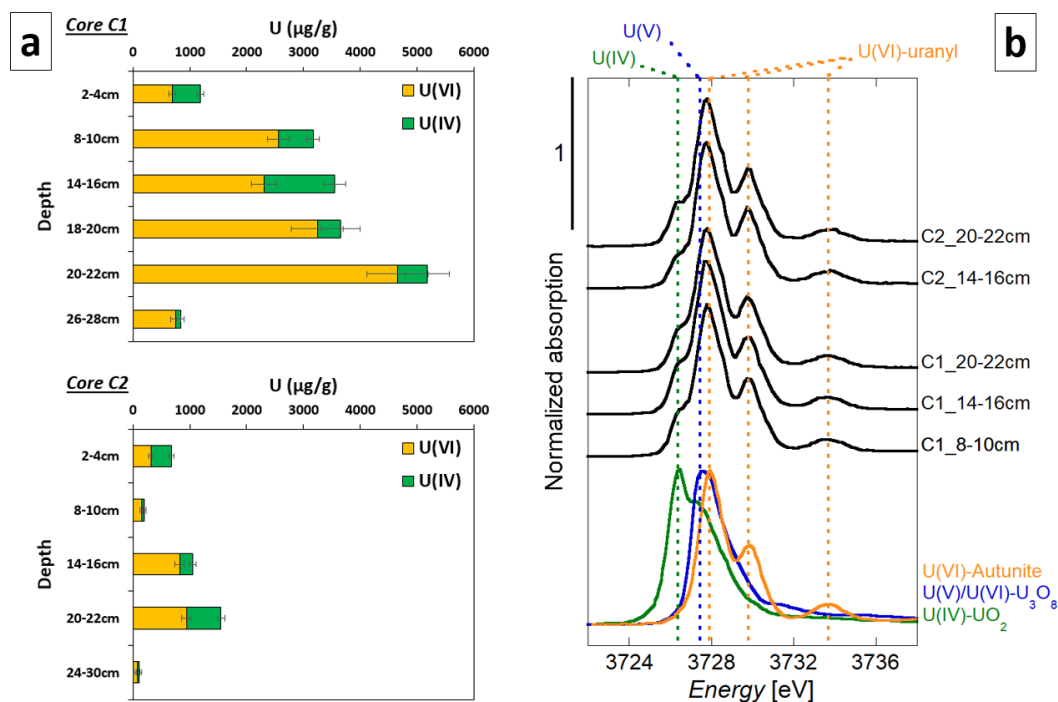 a
Core C1
U (µg/g)
0 1000 2000 3000 4000 5000 6000
2-4cm
8-10cm
14-16cm
18-20cm
20-22cm
26-28cm
Depth
U(VI)
U(IV)
Core C2
U (µg/g)
0 1000 2000 3000 4000 5000 6000
2-4cm
8-10cm
14-16cm
20-22cm
24-30cm
Depth
U(VI)
U(IV)
b
U(V)
U(IV)
U(VI)-uranyl
1
Normalized absorption
C2_20-22cm
C2_14-16cm
C1_20-22cm
C1_14-16cm
C1_8-10cm
U(VI)-Autunite
U(V)/U(VI)-U₃O₈
U(IV)-UO₂
3724 3728 3732 3736
Energy [eV]